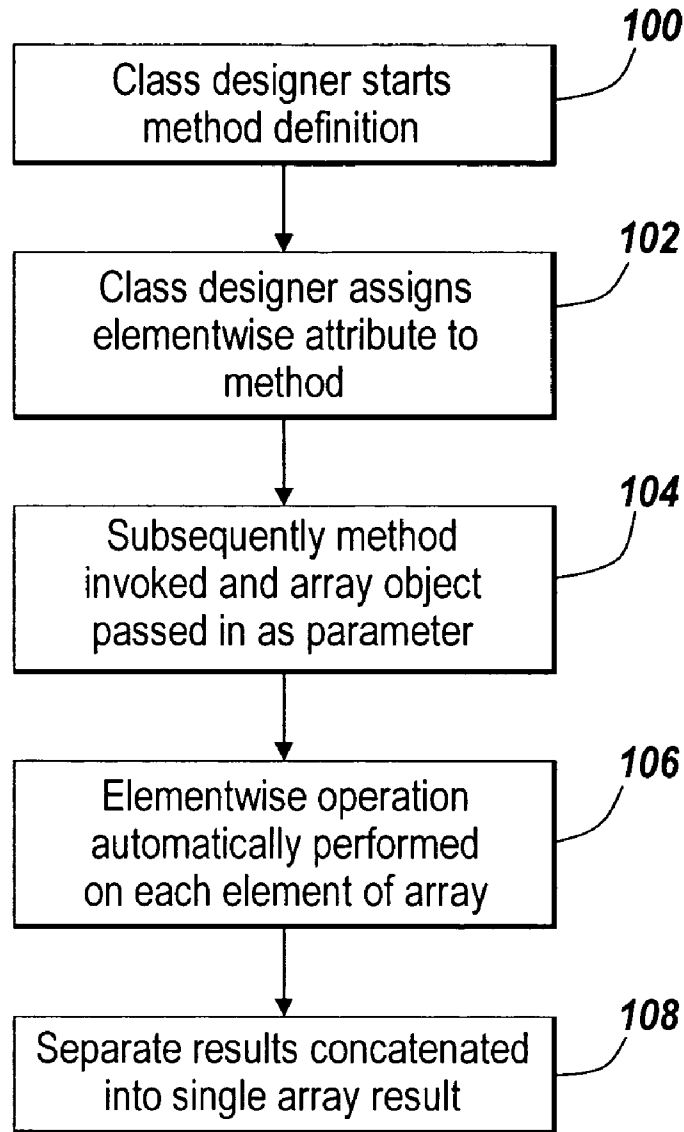 100
Class designer starts
method definition
102
Class designer assigns
elementwise attribute to
method
104
Subsequently method
invoked and array object
passed in as parameter
106
Elementwise operation
automatically performed
on each element of array
108
Separate results concatenated
into single array result